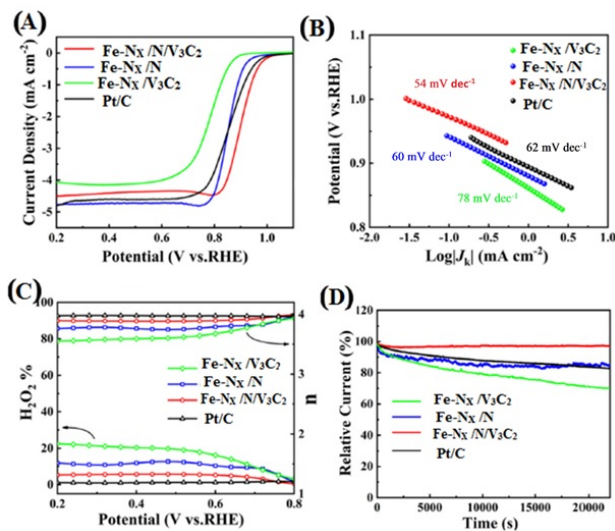 (A)
Fe-NX /N/V3C2
Fe-NX /N
Fe-NX /V3C2
Pt/C
Current Density (mA cm-2)
0
-1
-2
-3
-4
-5
0.2 0.4 0.6 0.8 1.0
Potential (V vs.RHE)
(B)
Fe-NX /V3C2
Fe-NX /N
Fe-NX /N/V3C2
Pt/C
54 mV dec-1
62 mV dec-1
60 mV dec-1
78 mV dec-1
Potential (V vs.RHE)
1.1
1.0
0.9
0.8
-2.0 -1.5 -1.0 -0.5 0.0 0.5 1.0
Log|Jk| (mA cm-2)
(C)
Fe-NX /V3C2
Fe-NX /N
Fe-NX /N/V3C2
Pt/C
H2O2 %
100
80
60
40
20
0
n
4
3
2
1
0.2 0.4 0.6 0.8
Potential (V vs.RHE)
(D)
Fe-NX /V3C2
Fe-NX /N
Fe-NX /N/V3C2
Pt/C
Relative Current (%)
120
100
80
60
40
20
0
0 5000 10000 15000 20000
Time (s)